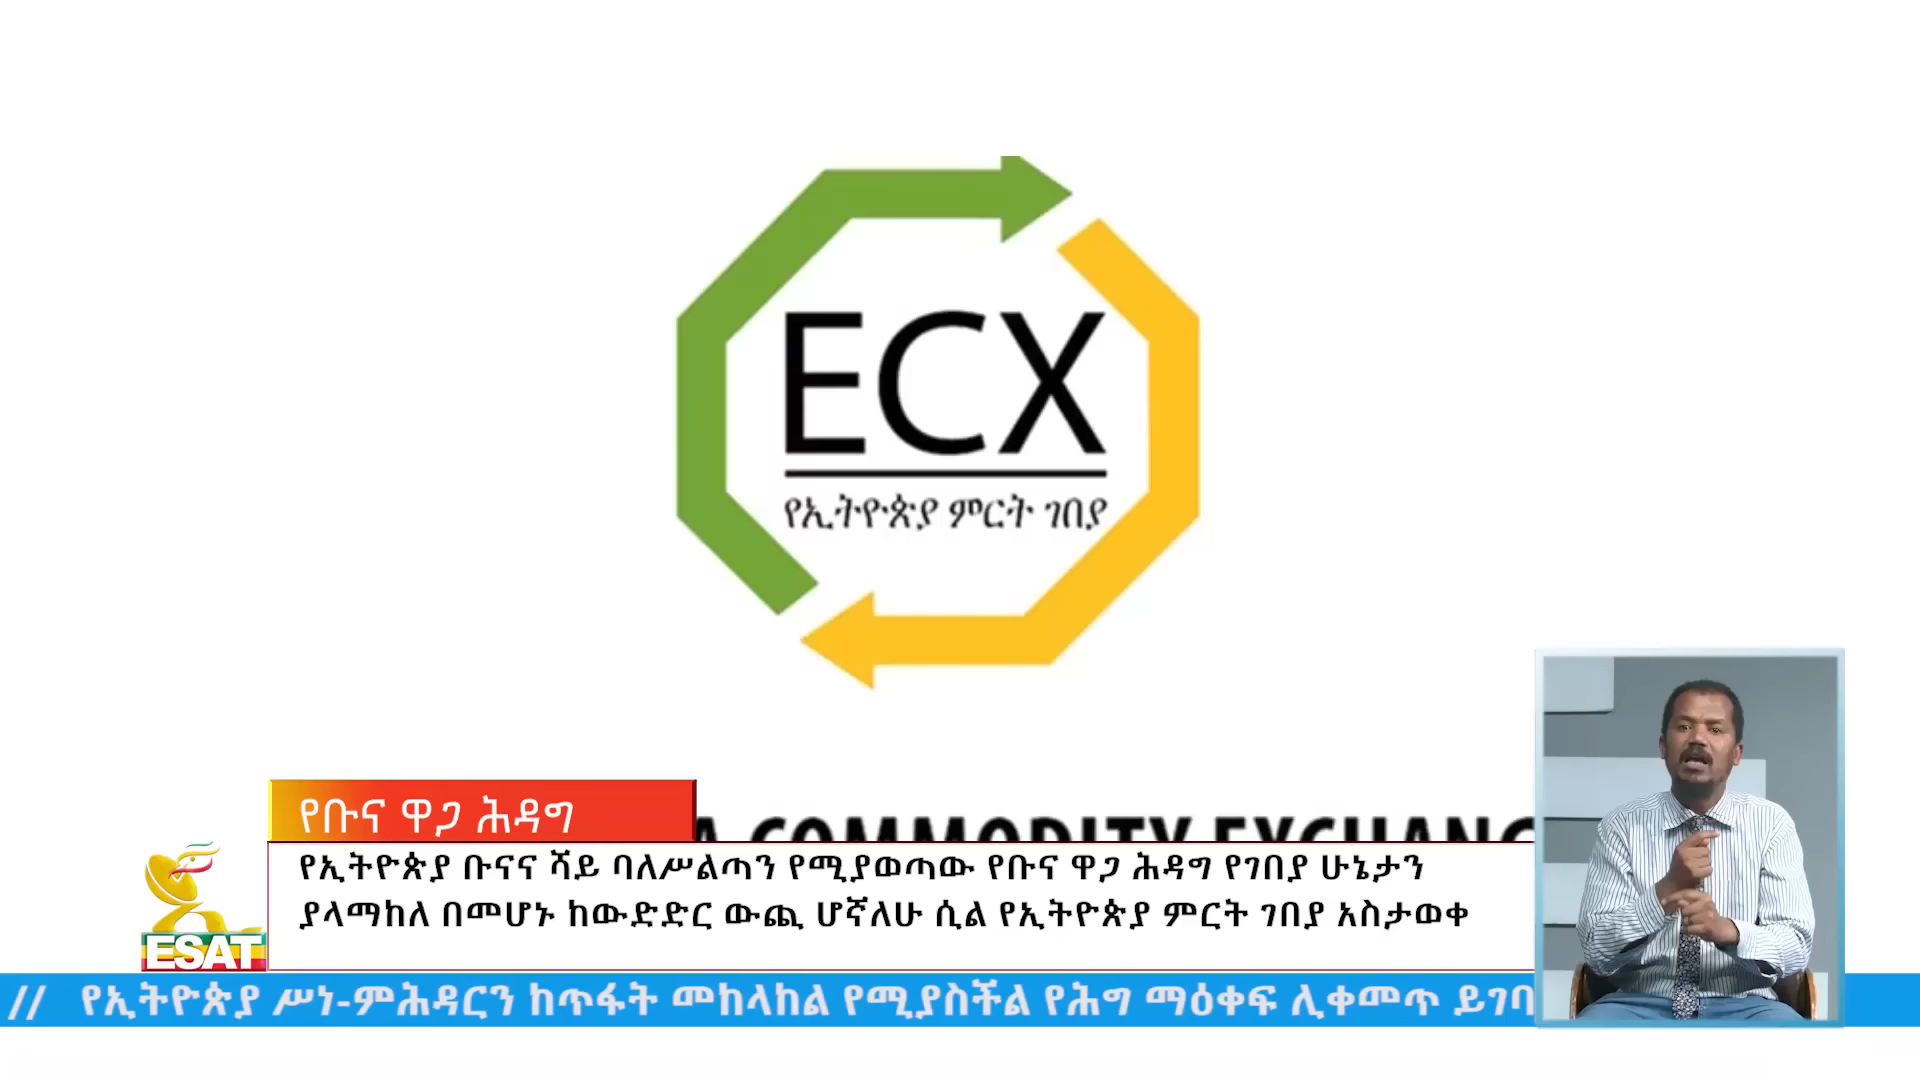 ECX
የኢትዮጵያ ምርት ገበያ
የቡና ዋጋ ሕዳግ
COMMODITY
የኢትዮጵያ ቡናና ሻይ ባለሥልጣን የሚያወጣው የቡና ዋጋ ሕዳግ የገበያ ሁኔታን
ያላማከለ በመሆኑ ከውድድር ውጪ ሆኛለሁ ሲል የኢትዮጵያ ምርት ገበያ አስታወቀ
ESAT
// የኢትዮጵያ ሥነ-ምሕዳርን ከጥፋት መከላከል የሚያስችል የሕግ ማዕቀፍ ሊቀመጥ